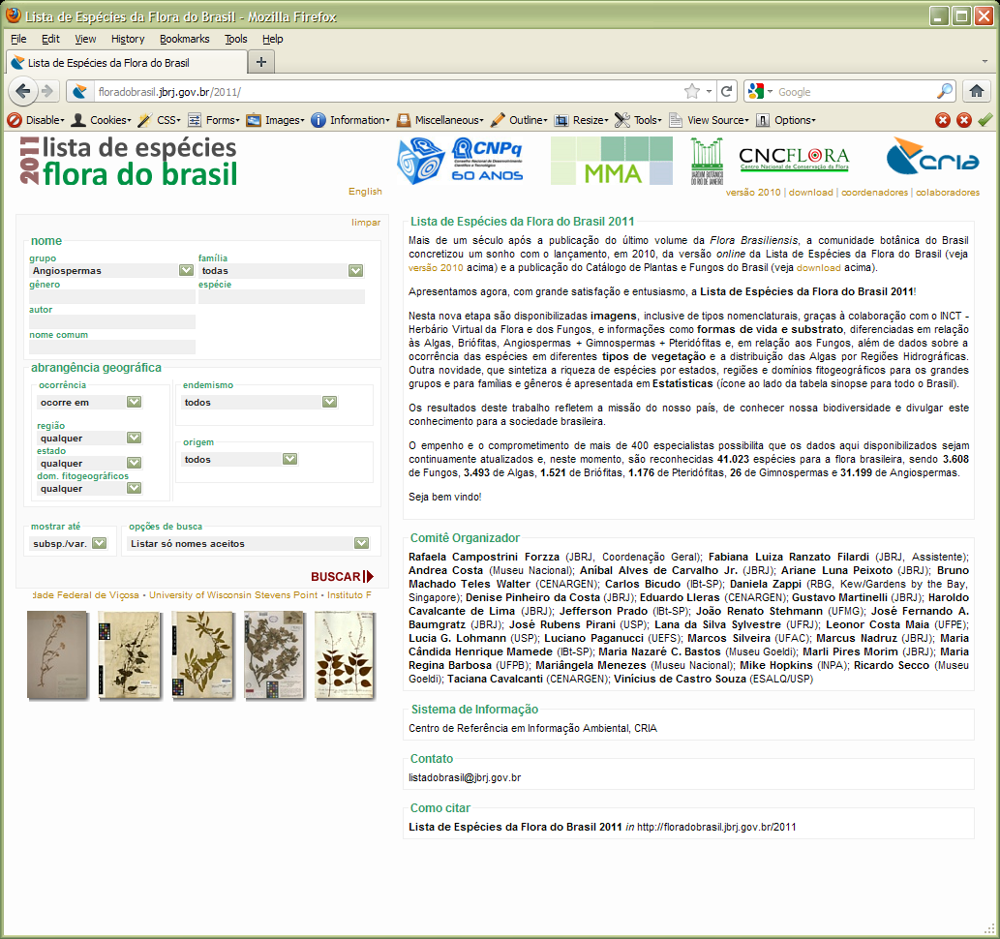 Lista de Espécies da Flora do Brasil - Mozilla Firefox
File Edit View History Bookmarks Tools Help
Lista de Espécies da Flora do Brasil
floradobrasil.jbrj.gov.br/2011/
Google
Disable Cookies CSS Forms Images Information Miscellaneous Outline Resize Tools View Source Options
2011
lista de espécies
flora do brasil
English
CNPq
Conselho Nacional de Desenvolvimento
Científico e Tecnológico
60 ANOS
MMA
JARDIM BOTÂNICO
DO RIO DE JANEIRO
CNCFLORA
Centro Nacional de Conservação da Flora
cria
versão 2010 | download | coordenadores | colaboradores
limpar
nome
grupo
família
Angiospermas
todas
gênero
espécie
autor
nome comum
abrangência geográfica
ocorrência
endemismo
ocorre em
todos
região
qualquer
origem
estado
todos
qualquer
dom. fitogeográficos
qualquer
mostrar até
opções de busca
subsp./var.
Listar só nomes aceitos
BUSCAR
dade Federal de Viçosa • University of Wisconsin Stevens Point • Instituto F
Lista de Espécies da Flora do Brasil 2011
Mais de um século após a publicação do último volume da Flora Brasiliensis, a comunidade botânica do Brasil
concretizou um sonho com o lançamento, em 2010, da versão online da Lista de Espécies da Flora do Brasil (veja
versão 2010 acima) e a publicação do Catálogo de Plantas e Fungos do Brasil (veja download acima).
Apresentamos agora, com grande satisfação e entusiasmo, a Lista de Espécies da Flora do Brasil 2011!
Nesta nova etapa são disponibilizadas imagens, inclusive de tipos nomenclaturais, graças à colaboração com o INCT -
Herbário Virtual da Flora e dos Fungos, e informações como formas de vida e substrato, diferenciadas em relação
às Algas, Briófitas, Angiospermas + Gimnospermas + Pteridófitas e, em relação aos Fungos, além de dados sobre a
ocorrência das espécies em diferentes tipos de vegetação e a distribuição das Algas por Regiões Hidrográficas.
Outra novidade, que sintetiza a riqueza de espécies por estados, regiões e domínios fitogeográficos para os grandes
grupos e para famílias e gêneros é apresentada em Estatísticas (ícone ao lado da tabela sinopse para todo o Brasil).
Os resultados deste trabalho refletem a missão do nosso país, de conhecer nossa biodiversidade e divulgar este
conhecimento para a sociedade brasileira.
O empenho e o comprometimento de mais de 400 especialistas possibilita que os dados aqui disponibilizados sejam
continuamente atualizados e, neste momento, são reconhecidas 41.023 espécies para a flora brasileira, sendo 3.608
de Fungos, 3.493 de Algas, 1.521 de Briófitas, 1.176 de Pteridófitas, 26 de Gimnospermas e 31.199 de Angiospermas.
Seja bem vindo!
Comitê Organizador
Rafaela Campostrini Forzza (JBRJ, Coordenação Geral); Fabiana Luiza Ranzato Filardi (JBRJ, Assistente);
Andrea Costa (Museu Nacional); Aníbal Alves de Carvalho Jr. (JBRJ); Ariane Luna Peixoto (JBRJ); Bruno
Machado Teles Walter (CENARGEN); Carlos Bicudo (IBt-SP); Daniela Zappi (RBG, Kew/Gardens by the Bay,
Singapore); Denise Pinheiro da Costa (JBRJ); Eduardo Lleras (CENARGEN); Gustavo Martinelli (JBRJ); Haroldo
Cavalcante de Lima (JBRJ); Jefferson Prado (IBt-SP); João Renato Stehmann (UFMG); José Fernando A.
Baumgratz (JBRJ); José Rubens Pirani (USP); Lana da Silva Sylvestre (UFRJ); Leonor Costa Maia (UFPE);
Lucia G. Lohmann (USP); Luciano Paganucci (UEFS); Marcos Silveira (UFAC); Marcus Nadruz (JBRJ); Maria
Cândida Henrique Mamede (IBt-SP); Maria Nazaré C. Bastos (Museu Goeldi); Marli Pires Morim (JBRJ); Maria
Regina Barbosa (UFPB); Mariângela Menezes (Museu Nacional); Mike Hopkins (INPA); Ricardo Secco (Museu
Goeldi); Taciana Cavalcanti (CENARGEN); Vinícius de Castro Souza (ESALQ/USP)
Sistema de Informação
Centro de Referência em Informação Ambiental, CRIA
Contato
listadobrasil@jbrj.gov.br
Como citar
Lista de Espécies da Flora do Brasil 2011 in http://floradobrasil.jbrj.gov.br/2011